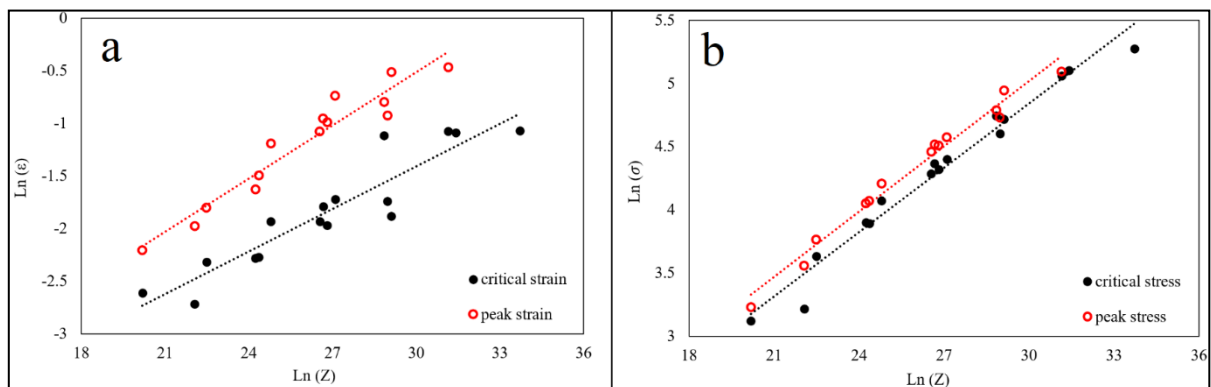 a
0
-0.5
-1
-1.5
-2
-2.5
-3
Ln (ε)
18 21 24 27 30 33 36
Ln (Z)
critical strain
peak strain
b
5.5
5
4.5
4
3.5
3
Ln (σ)
18 21 24 27 30 33 36
Ln (Z)
critical stress
peak stress